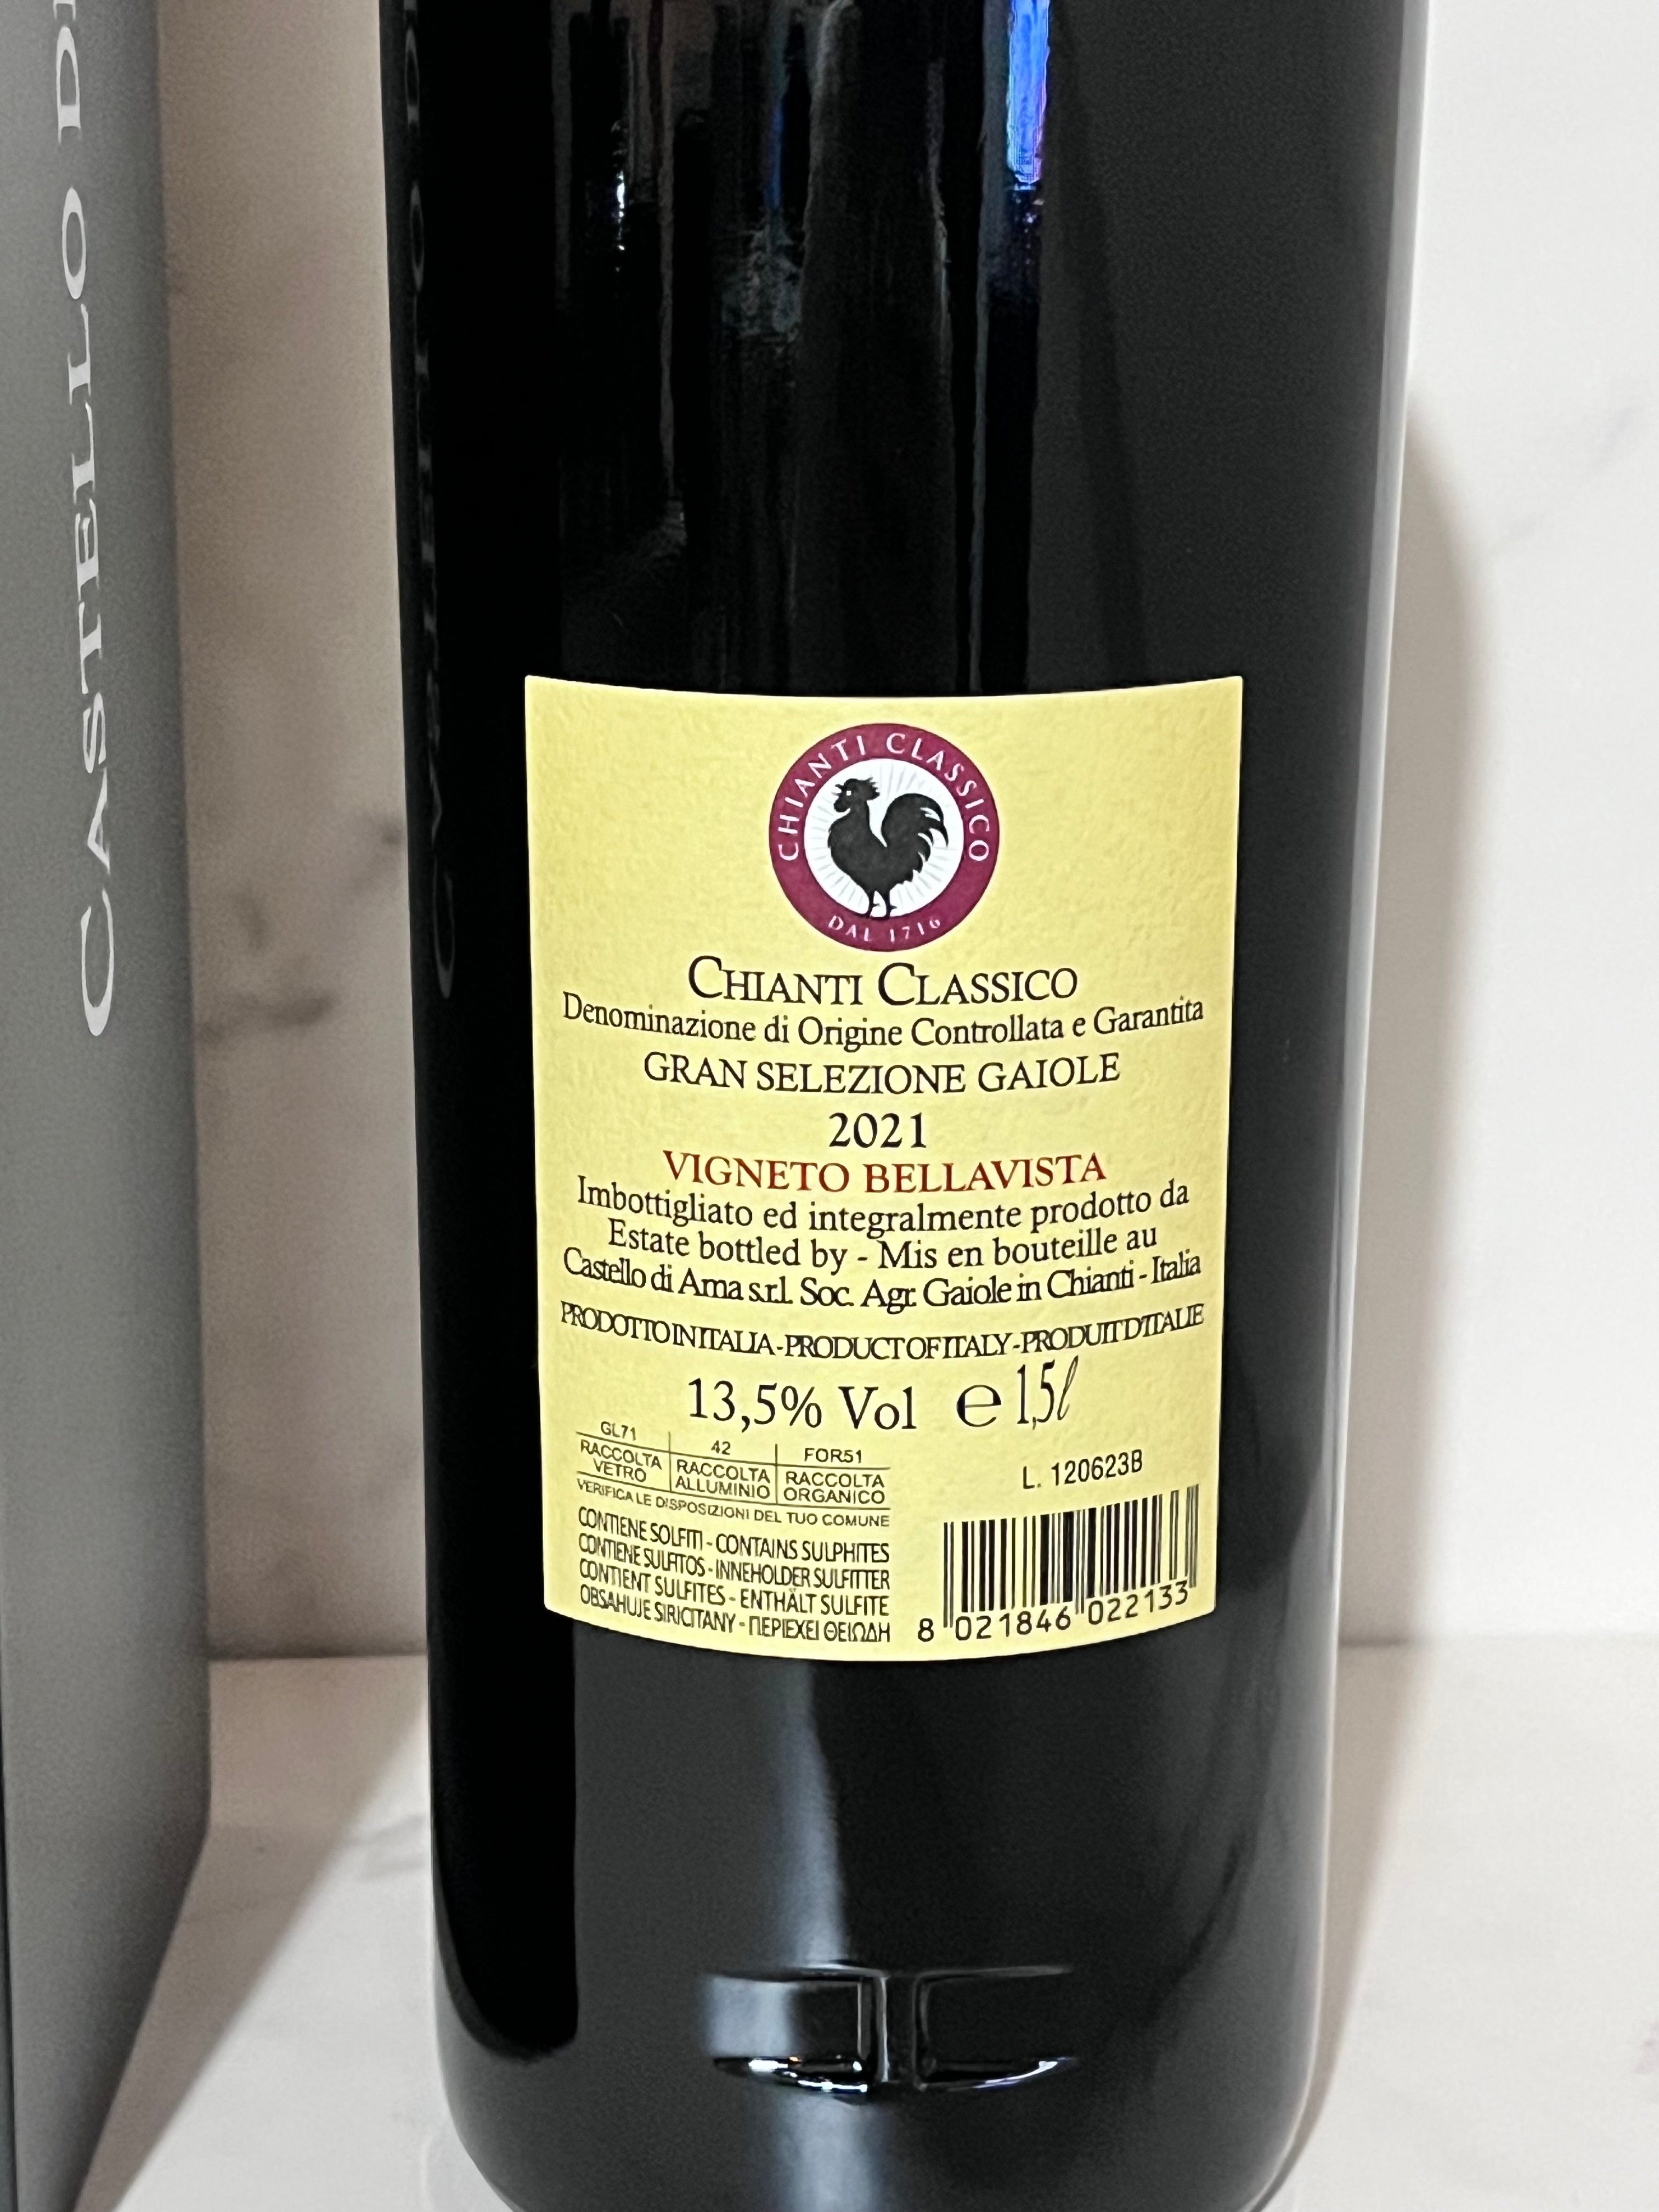 CASTELLO D
CHIANTI CLASSICO
DAL 1716
CHIANTI CLASSICO
Denominazione di Origine Controllata e Garantita
GRAN SELEZIONE GAIOLE
2021
VIGNETO BELLAVISTA
Imbottigliato ed integralmente prodotto da
Estate bottled by - Mis en bouteille au
Castello di Ama s.r.l. Soc. Agr. Gaiole in Chianti - Italia
PRODOTTO IN ITALIA - PRODUCT OF ITALY - PRODUIT D'ITALIE
13,5% Vol e 1,5l
GL71 42 FOR51
RACCOLTA VETRO RACCOLTA ALLUMINIO RACCOLTA ORGANICO
VERIFICA LE DISPOSIZIONI DEL TUO COMUNE
L. 120623B
CONTIENE SOLFITI - CONTAINS SULPHITES
CONTIENE SULFITOS - INNEHOLDER SULFITTER
CONTIENT SULFITES - ENTHÄLT SULFITE
OBSAHUJE SIRICITANY - ΠΕΡΙΕΧΕΙ ΘΕΙΩΔΗ
8 021846 022133